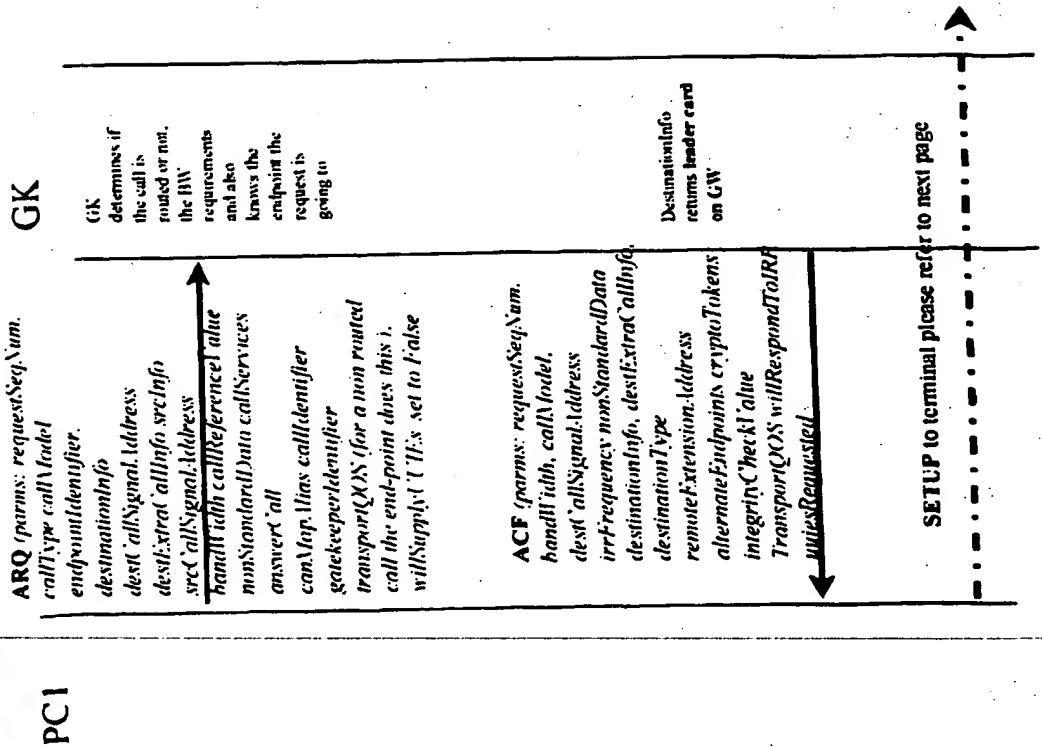 PC1
GK
ARQ (parms: requestSeqNum.
callType callModel
endpointIdentifier.
destinationInfo
destCallSignalAddress
destExtraCallInfo srcInfo
srcCallSignalAddress
bandWidth callReferenceValue
nonStandardData callServices
answerCall
canMapAlias callIdentifier
gatekeeperIdentifier
transportQOS (for a non routed
call the end-point does this ).
willSupplyUUIEs set to False
GK
determines if
the call is
routed or not.
the BW
requirements
and also
knows the
endpoint the
request is
going to
ACF (parms: requestSeqNum.
bandWidth, callModel,
destCallSignalAddress
irrFrequency nonStandardData
destinationInfo, destExtraCallInfo,
destinationType
remoteExtensionAddress
alternateEndpoints cryptoTokens
integrityCheckValue
TransportQOS willRespondToIRR
uuiesRequested
DestinationInfo
returns leader card
on GW
SETUP to terminal please refer to next page